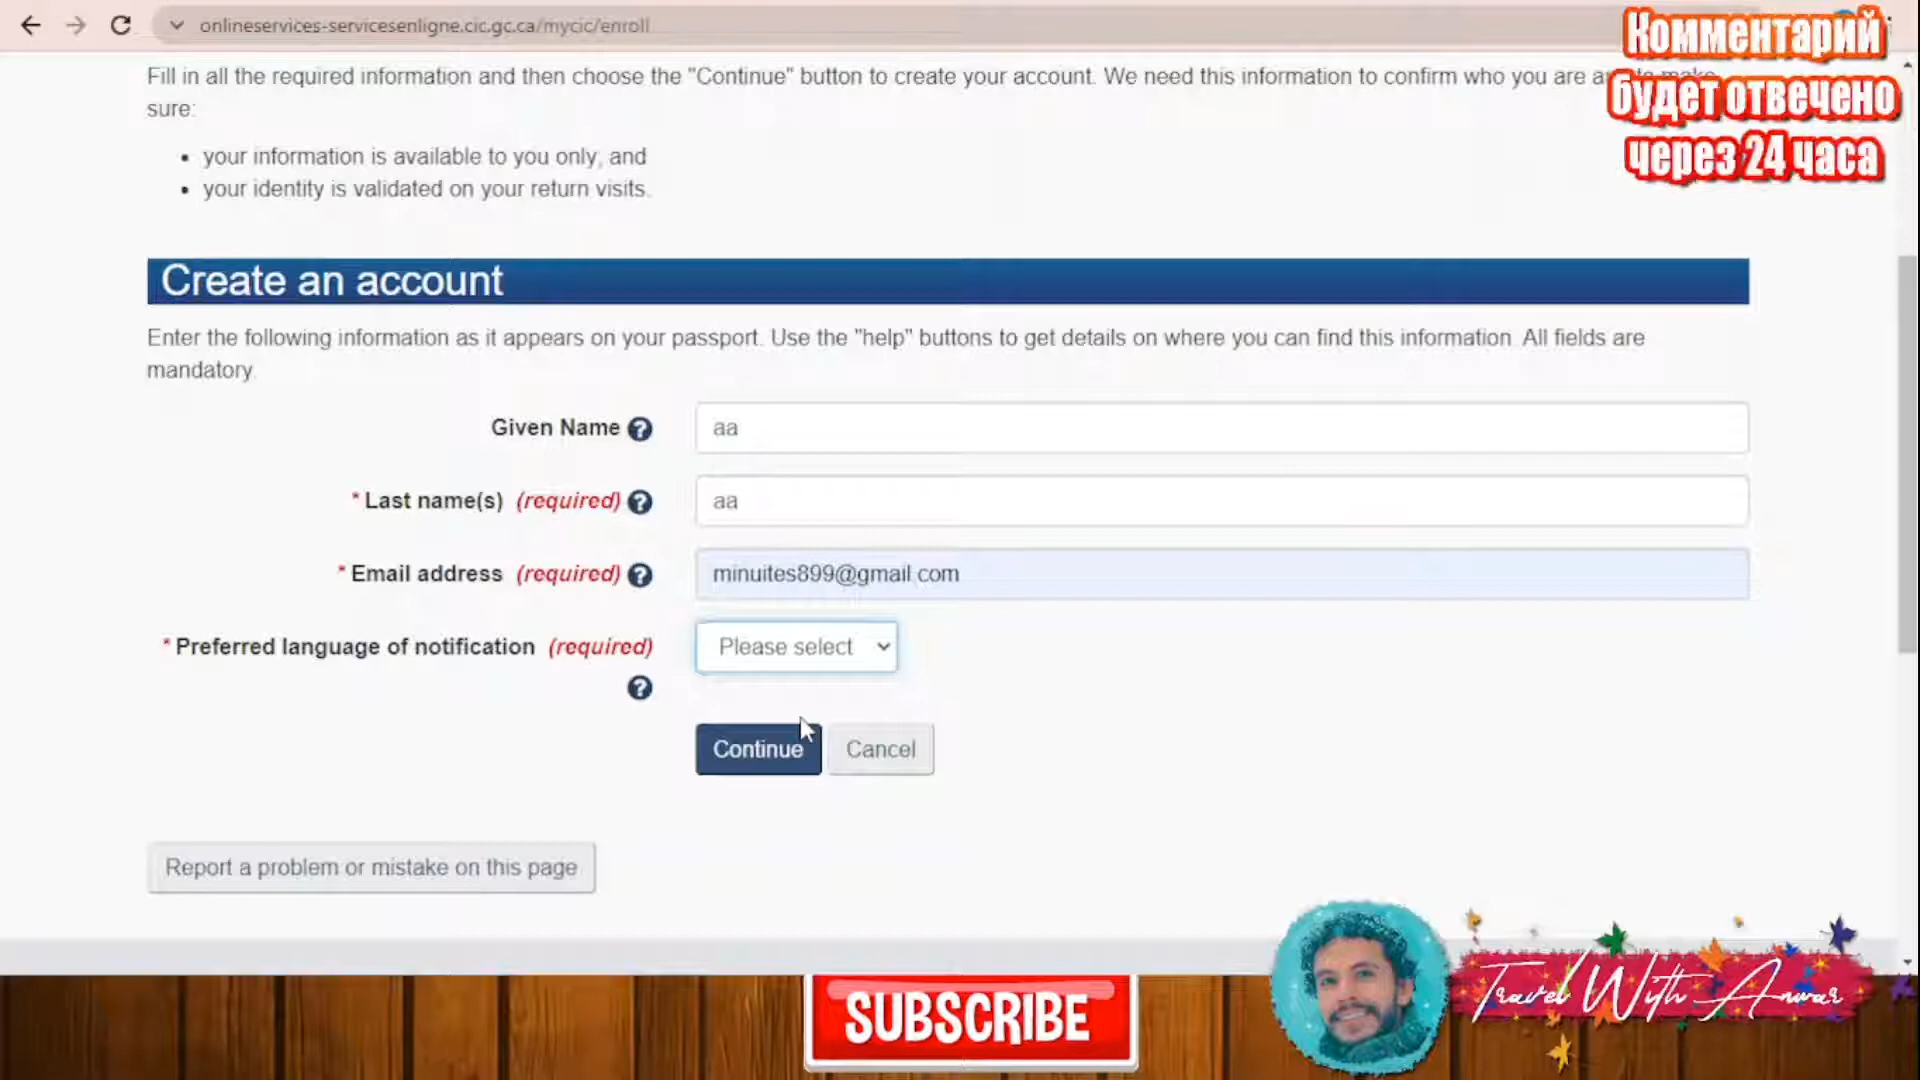 onlineservices-servicesenligne.cic.gc.ca/mycic/enroll
Комментарий
будет отвечено
через 24 часа
Fill in all the required information and then choose the "Continue" button to create your account. We need this information to confirm who you are and to make
sure:
• your information is available to you only, and
• your identity is validated on your return visits.
Create an account
Enter the following information as it appears on your passport. Use the "help" buttons to get details on where you can find this information. All fields are
mandatory.
Given Name ? aa
* Last name(s) (required) ? aa
* Email address (required) ? minuites899@gmail.com
* Preferred language of notification (required) Please select
?
Continue Cancel
Report a problem or mistake on this page
SUBSCRIBE
Travel With Anwar